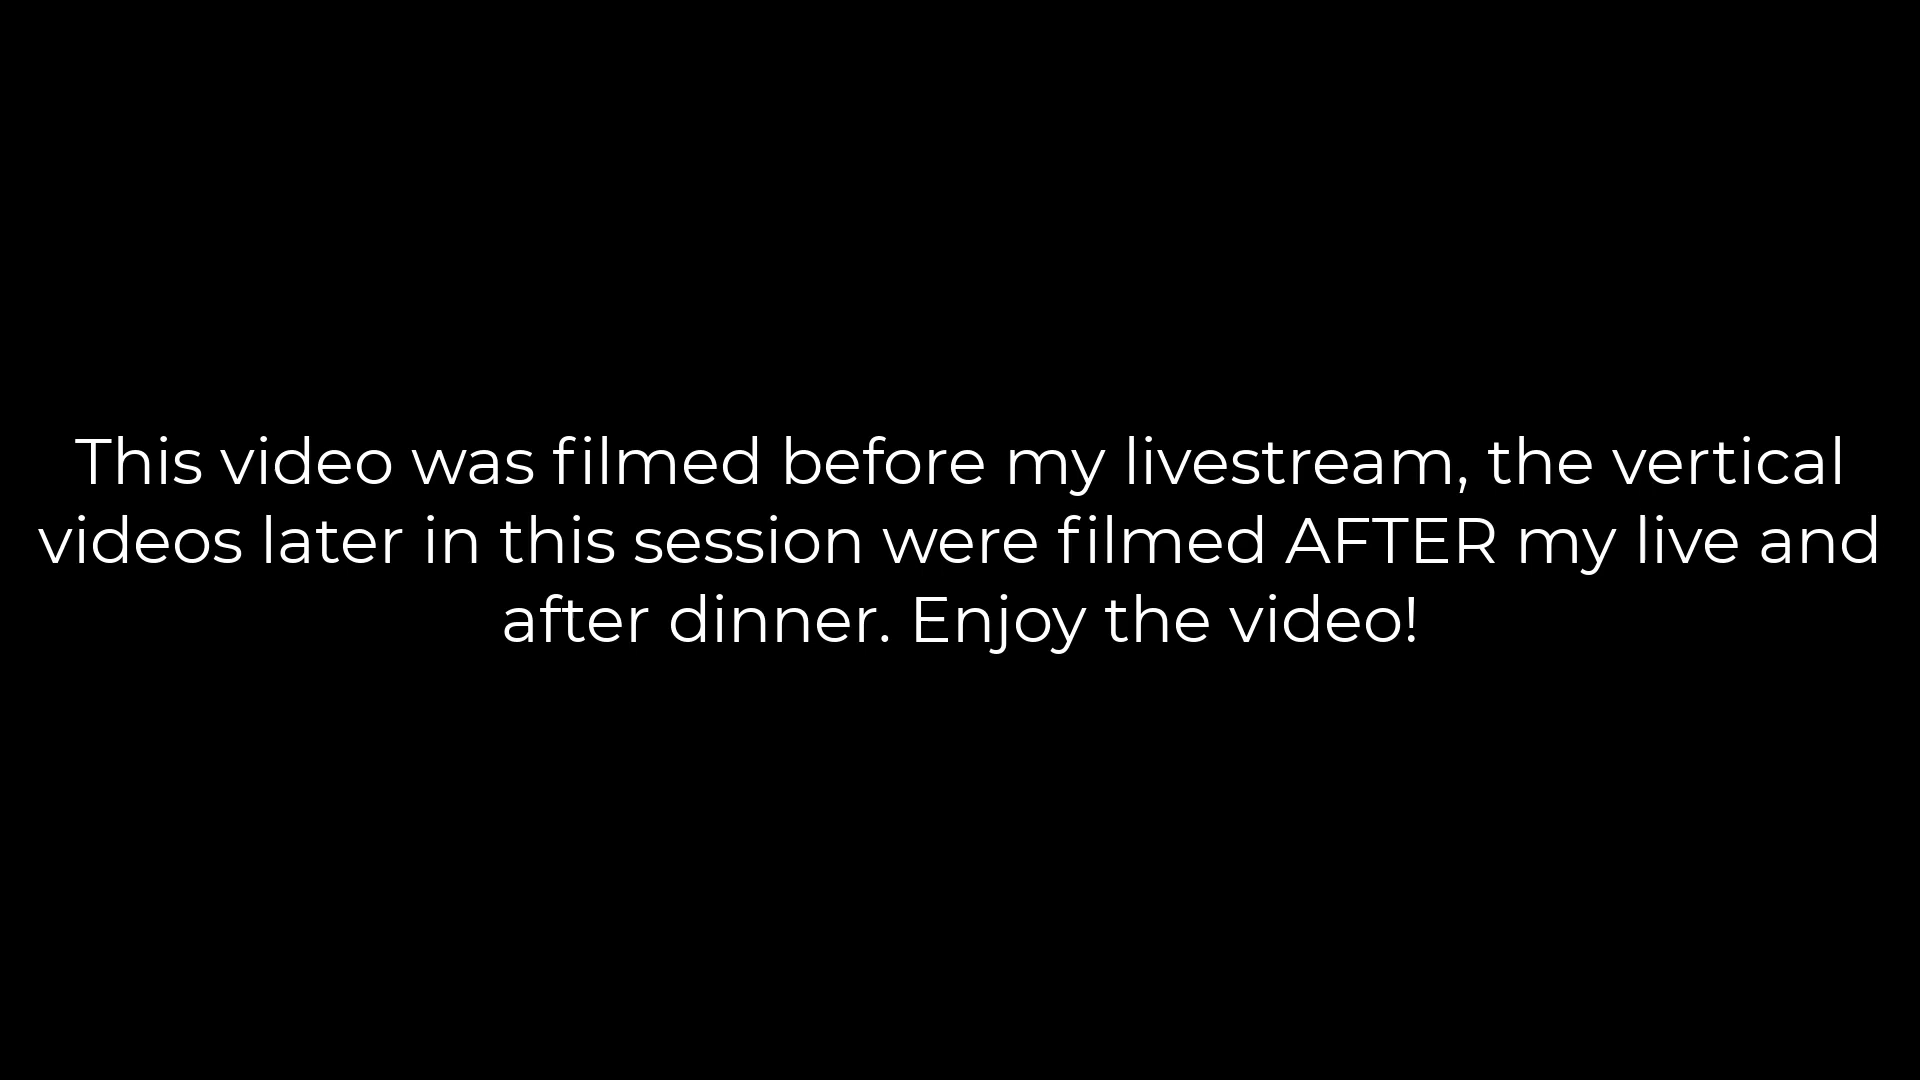 This video was filmed before my livestream, the vertical
videos later in this session were filmed AFTER my live and
after dinner. Enjoy the video!